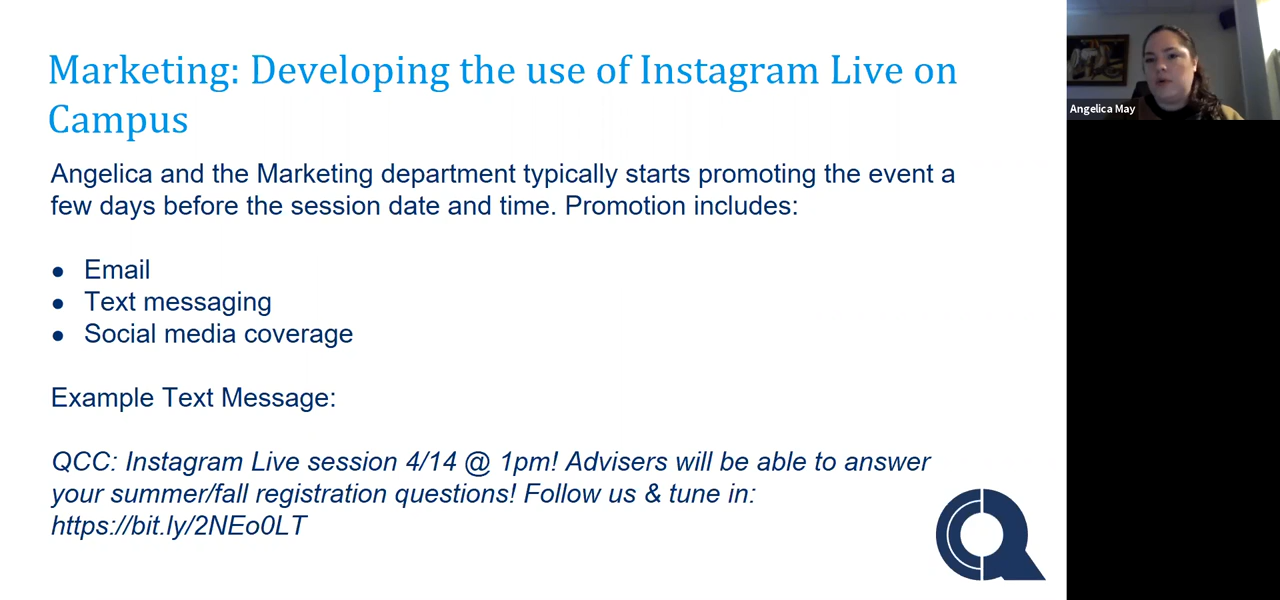 Marketing: Developing the use of Instagram Live on
Campus
Angelica and the Marketing department typically starts promoting the event a
few days before the session date and time. Promotion includes:
● Email
● Text messaging
● Social media coverage
Example Text Message:
QCC: Instagram Live session 4/14 @ 1pm! Advisers will be able to answer
your summer/fall registration questions! Follow us & tune in:
https://bit.ly/2NEo0LT
Angelica May